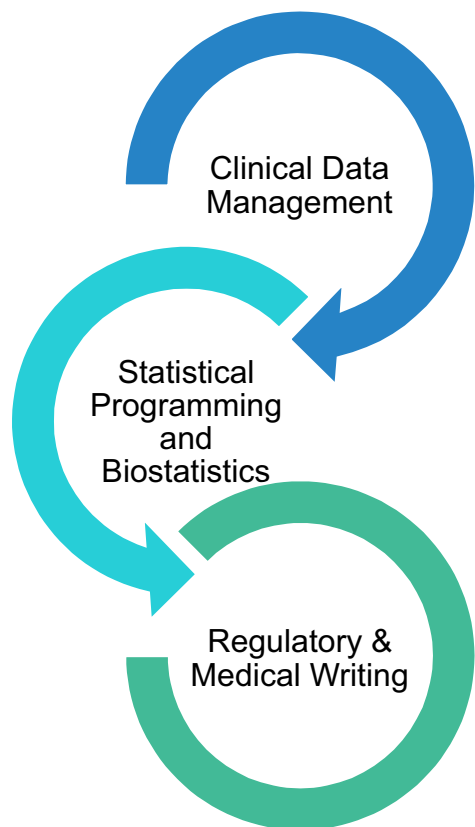 Clinical Data
Management
Statistical
Programming
and
Biostatistics
Regulatory &
Medical Writing